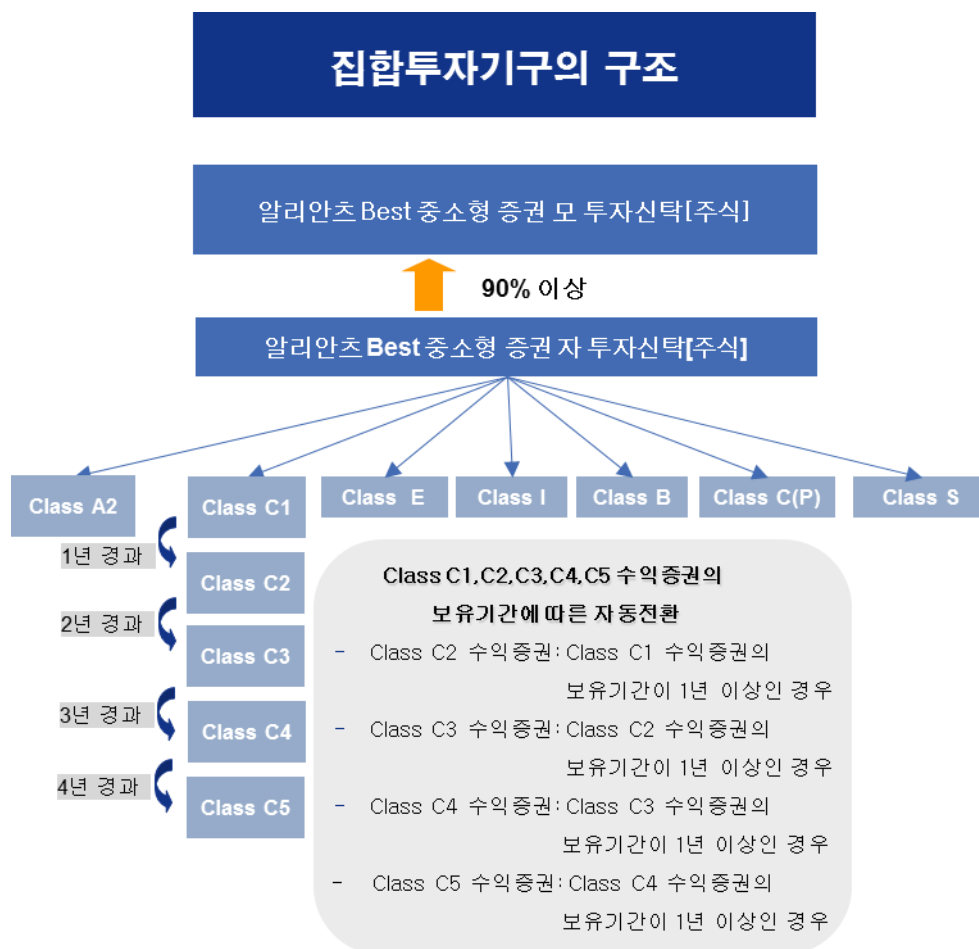 집합투자기구의 구조
알리안츠 Best 중소형 증권 모 투자신탁[주식]
90% 이상
알리안츠 Best 중소형 증권 자 투자신탁[주식]
Class A2
Class C1
Class E
Class I
Class B
Class C(P)
Class S
1년 경과
Class C2
2년 경과
Class C3
3년 경과
Class C4
4년 경과
Class C5
Class C1,C2,C3,C4,C5 수익증권의
보유기간에 따른 자동전환
- Class C2 수익증권: Class C1 수익증권의
보유기간이 1년 이상인 경우
- Class C3 수익증권: Class C2 수익증권의
보유기간이 1년 이상인 경우
- Class C4 수익증권: Class C3 수익증권의
보유기간이 1년 이상인 경우
- Class C5 수익증권: Class C4 수익증권의
보유기간이 1년 이상인 경우